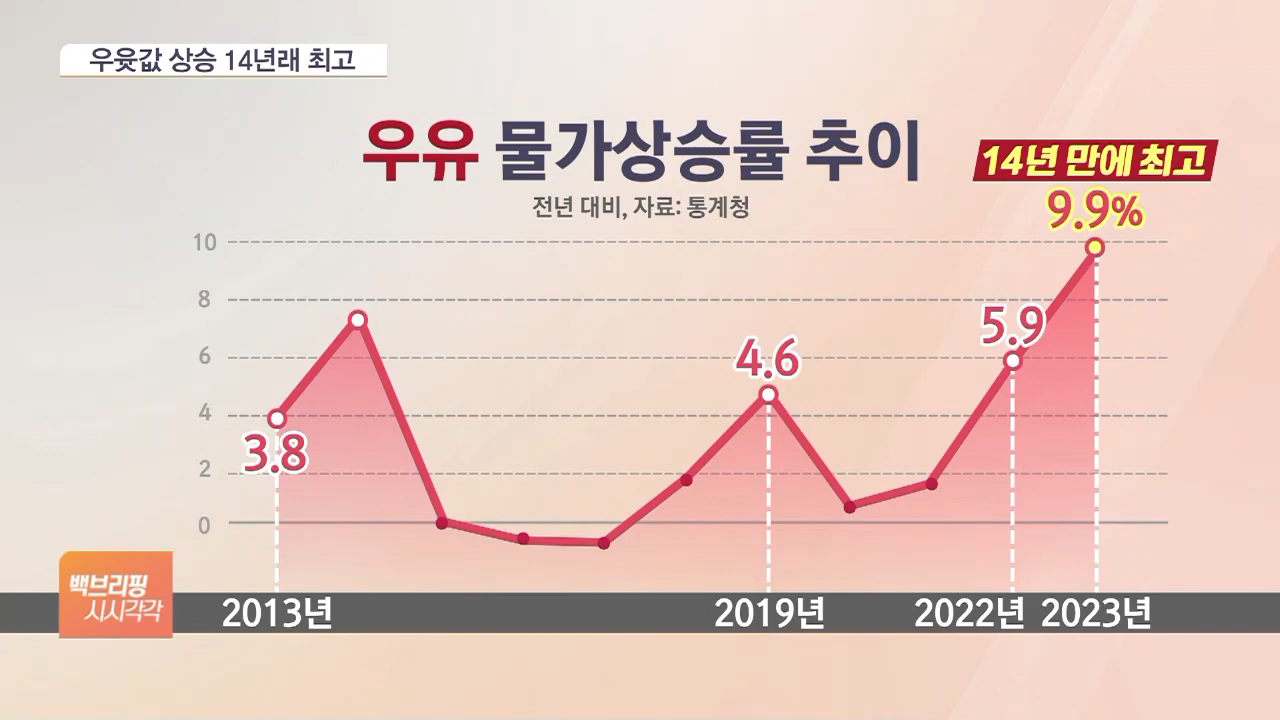 우윳값 상승 14년래 최고
우유 물가상승률 추이
14년 만에 최고
전년 대비, 자료: 통계청
9.9%
10
8
6
4
2
0
3.8
4.6
5.9
백브리핑
시시각각
2013년 2019년 2022년 2023년